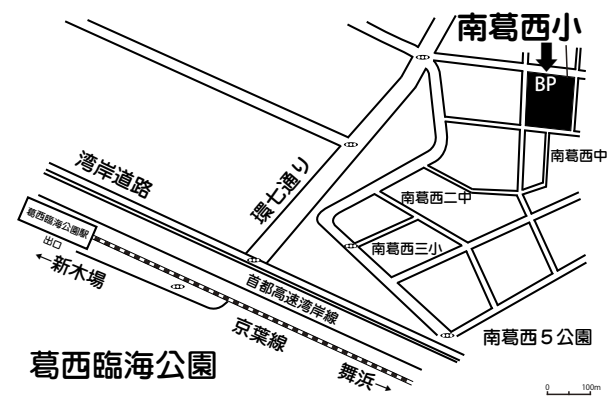 南葛西小
BP
南葛西中
湾岸道路
環七通り
南葛西二中
葛西臨海公園駅
出口
南葛西三小
←新木場
首都高速湾岸線
京葉線
南葛西5公園
葛西臨海公園
舞浜→
0 100m